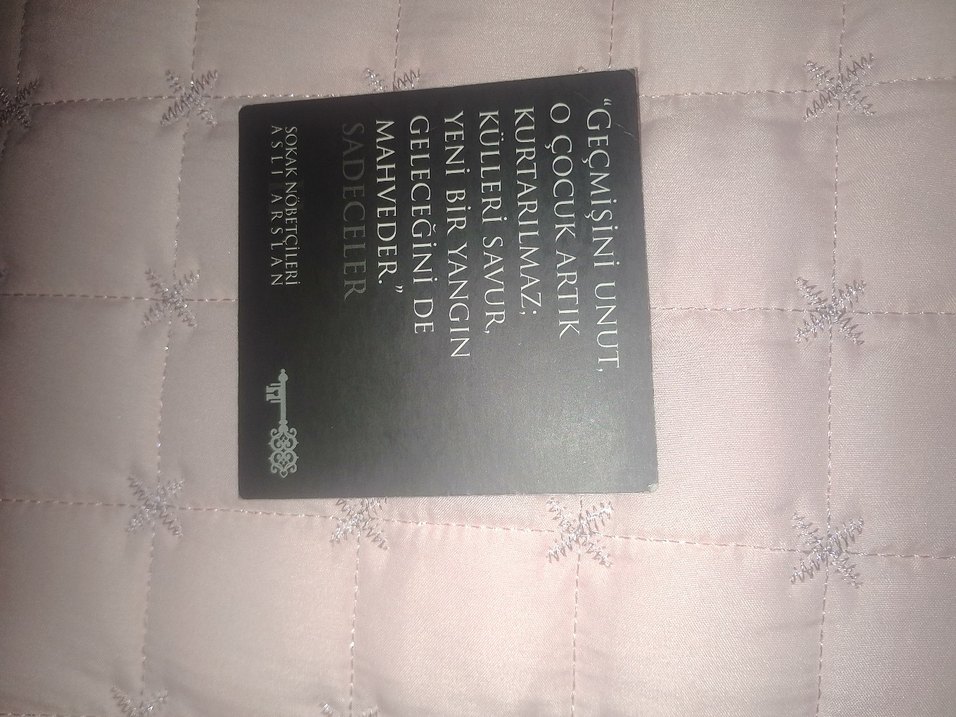 “GEÇMİŞİNİ UNUT,
O ÇOCUK ARTIK
KURTARILMAZ;
KÜLLERİ SAVUR,
YENİ BİR YANGIN
GELECEĞİNİ DE
MAHVEDER.”
SADECELER
SOKAK NÖBETÇİLERİ
ASLI ARSLAN